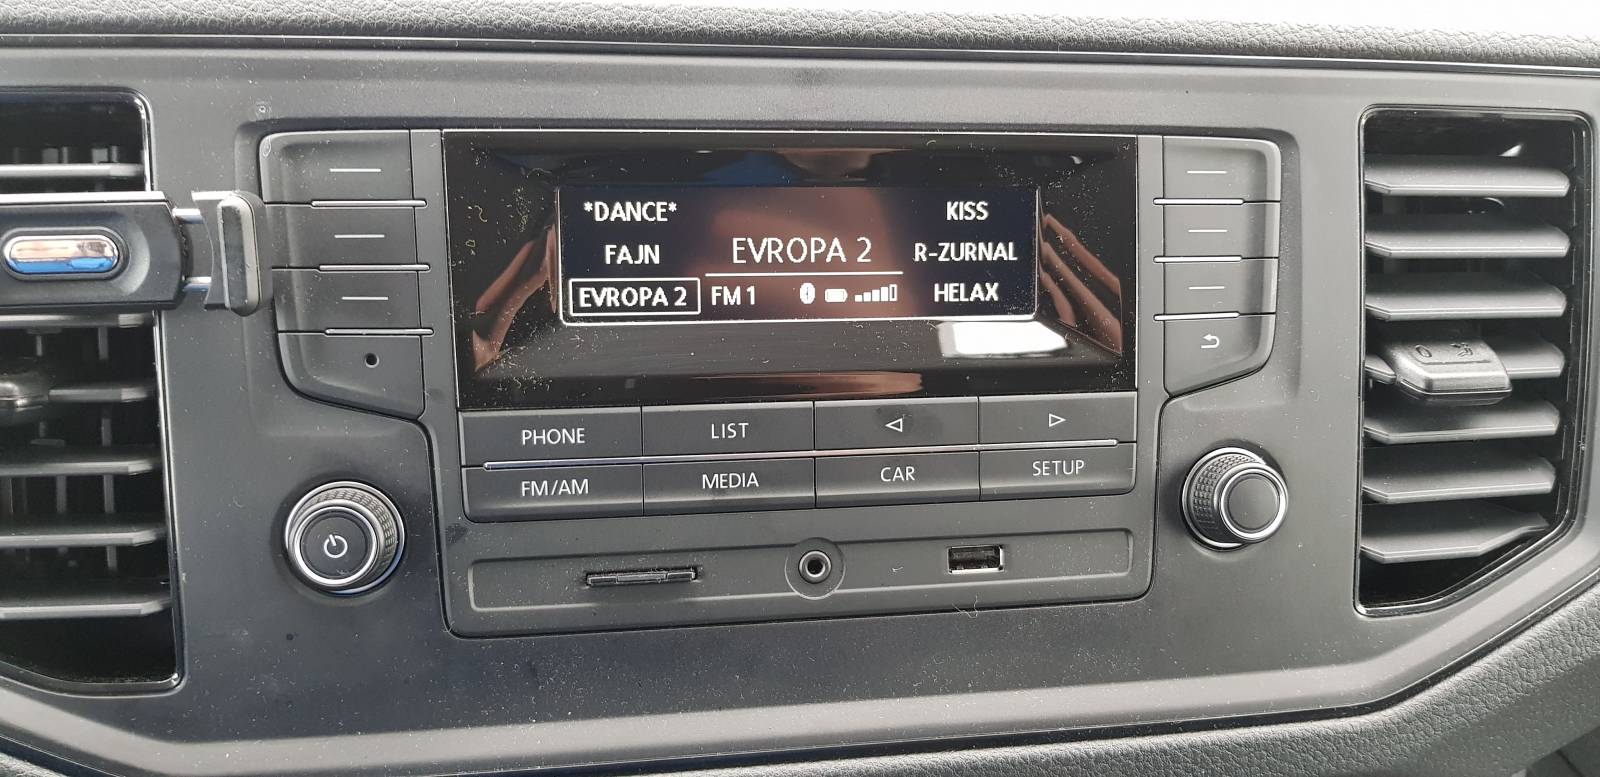 *DANCE*
KISS
FAJN
EVROPA 2
R-ZURNAL
EVROPA 2
FM 1
HELAX
PHONE
LIST
FM/AM
MEDIA
CAR
SETUP